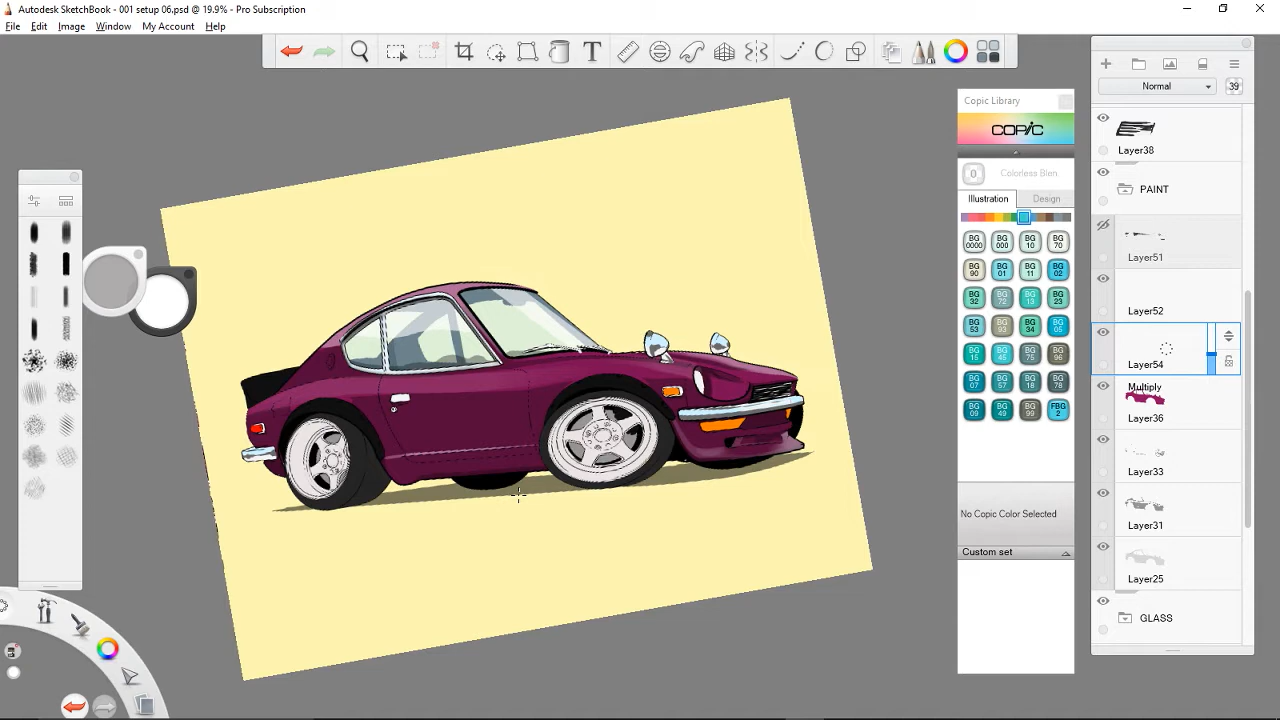 Autodesk SketchBook - 001 setup 06.psd @ 19.9% - Pro Subscription
File Edit Image Window My Account Help
T
Normal
39
Layer38
PAINT
Layer51
Layer52
Layer54
Multiply
Layer36
Layer33
Layer31
Layer25
GLASS
Copic Library
COPIC
0 Colorless Blen
Illustration Design
BG 0000 BG 000 BG 10 BG 70
BG 90 BG 01 BG 11 BG 02
BG 32 BG 72 BG 13 BG 23
BG 53 BG 93 BG 34 BG 05
BG 15 BG 45 BG 75 BG 96
BG 07 BG 57 BG 18 BG 78
BG 09 BG 49 BG 99 FBG 2
No Copic Color Selected
Custom set